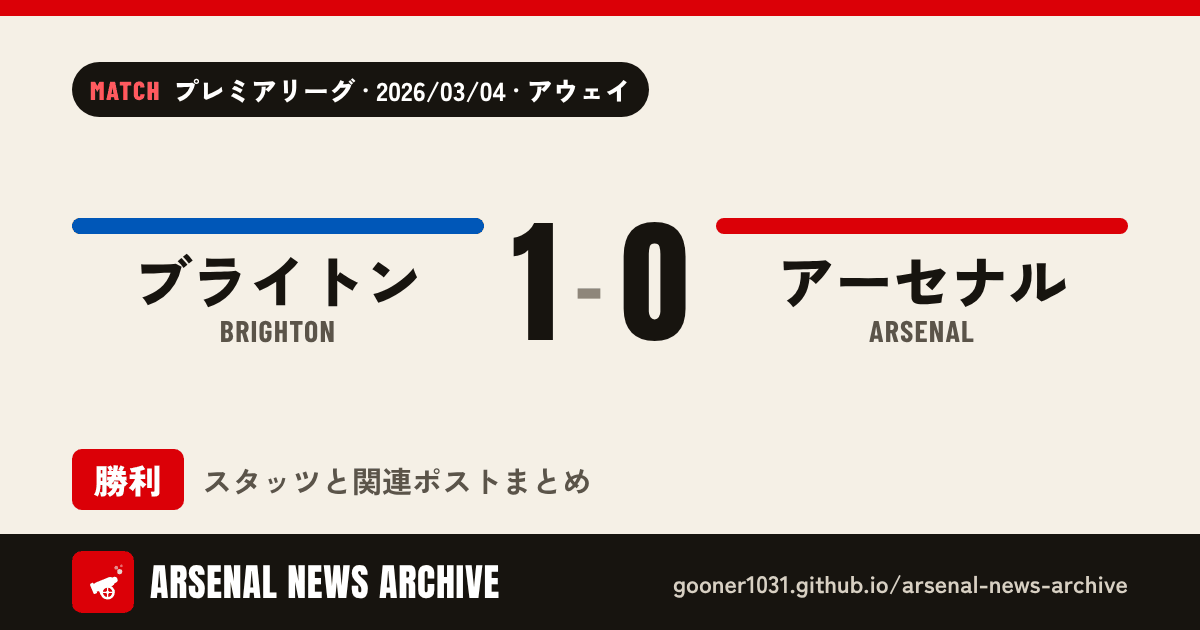 MATCH プレミアリーグ · 2026/03/04 · アウェイ
ブライトン 1 - 0 アーセナル
BRIGHTON ARSENAL
勝利 スタッツと関連ポストまとめ
ARSENAL NEWS ARCHIVE gooner1031.github.io/arsenal-news-archive